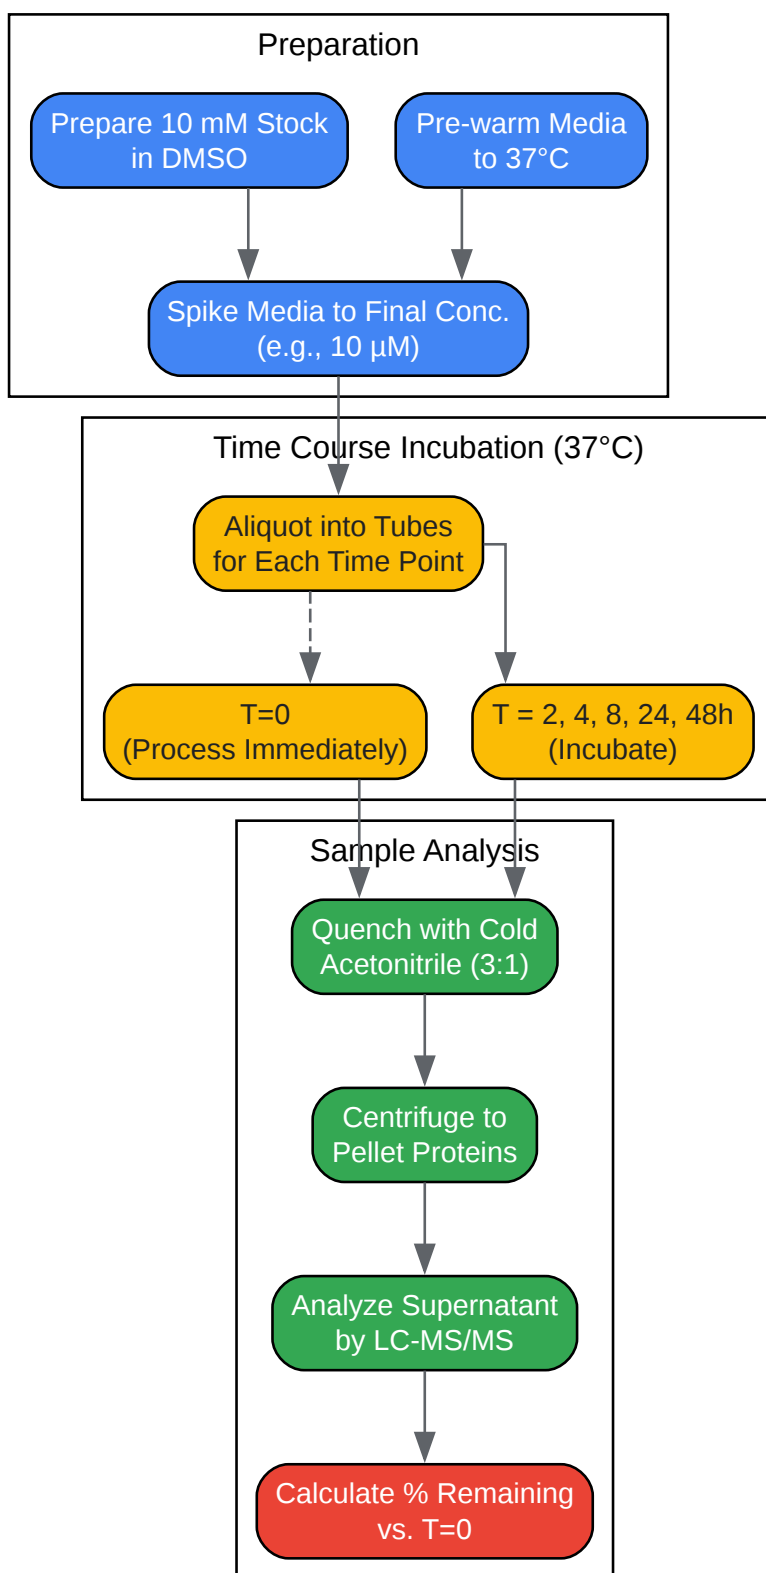 Preparation
Prepare 10 mM Stock
in DMSO
Pre-warm Media
to 37°C
Spike Media to Final Conc.
(e.g., 10 µM)
Time Course Incubation (37°C)
Aliquot into Tubes
for Each Time Point
T=0
(Process Immediately)
T = 2, 4, 8, 24, 48h
(Incubate)
Sample Analysis
Quench with Cold
Acetonitrile (3:1)
Centrifuge to
Pellet Proteins
Analyze Supernatant
by LC-MS/MS
Calculate % Remaining
vs. T=0